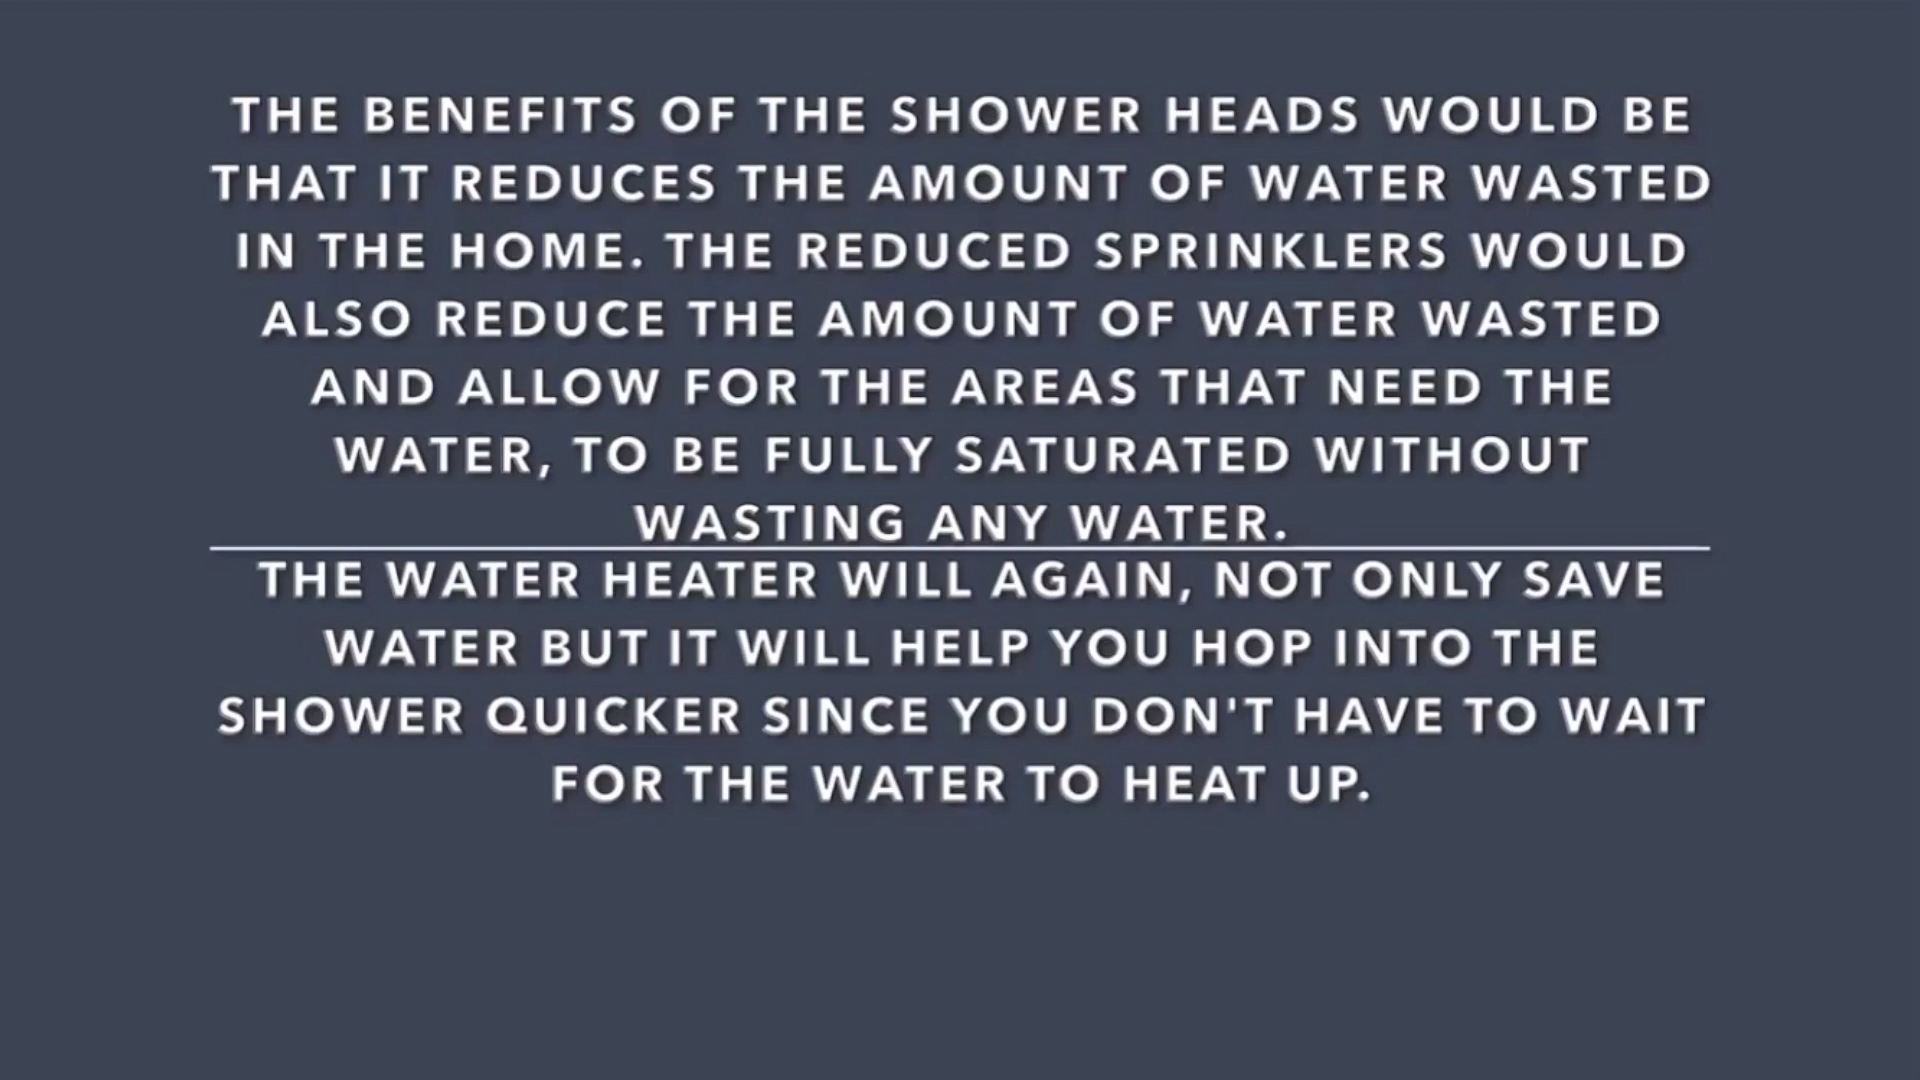 THE BENEFITS OF THE SHOWER HEADS WOULD BE
THAT IT REDUCES THE AMOUNT OF WATER WASTED
IN THE HOME. THE REDUCED SPRINKLERS WOULD
ALSO REDUCE THE AMOUNT OF WATER WASTED
AND ALLOW FOR THE AREAS THAT NEED THE
WATER, TO BE FULLY SATURATED WITHOUT
WASTING ANY WATER.
THE WATER HEATER WILL AGAIN, NOT ONLY SAVE
WATER BUT IT WILL HELP YOU HOP INTO THE
SHOWER QUICKER SINCE YOU DON'T HAVE TO WAIT
FOR THE WATER TO HEAT UP.